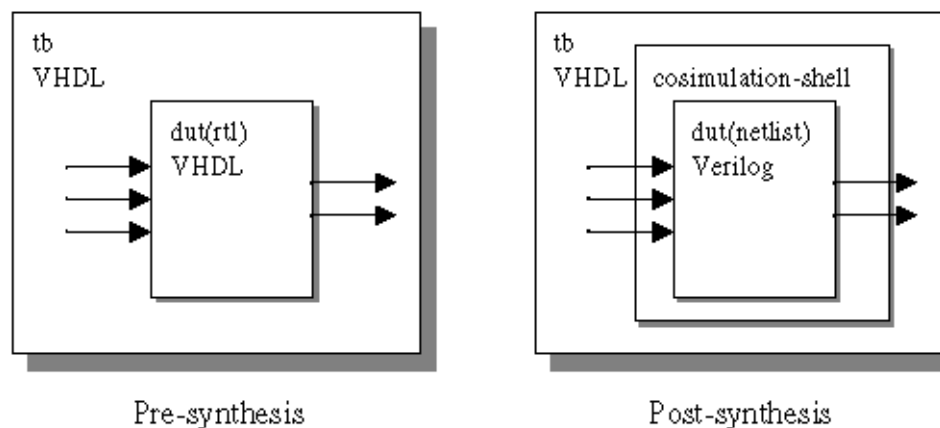 tb
VHDL
dut(rtl)
VHDL
Pre-synthesis
tb
VHDL
cosimulation-shell
dut(netlist)
Verilog
Post-synthesis